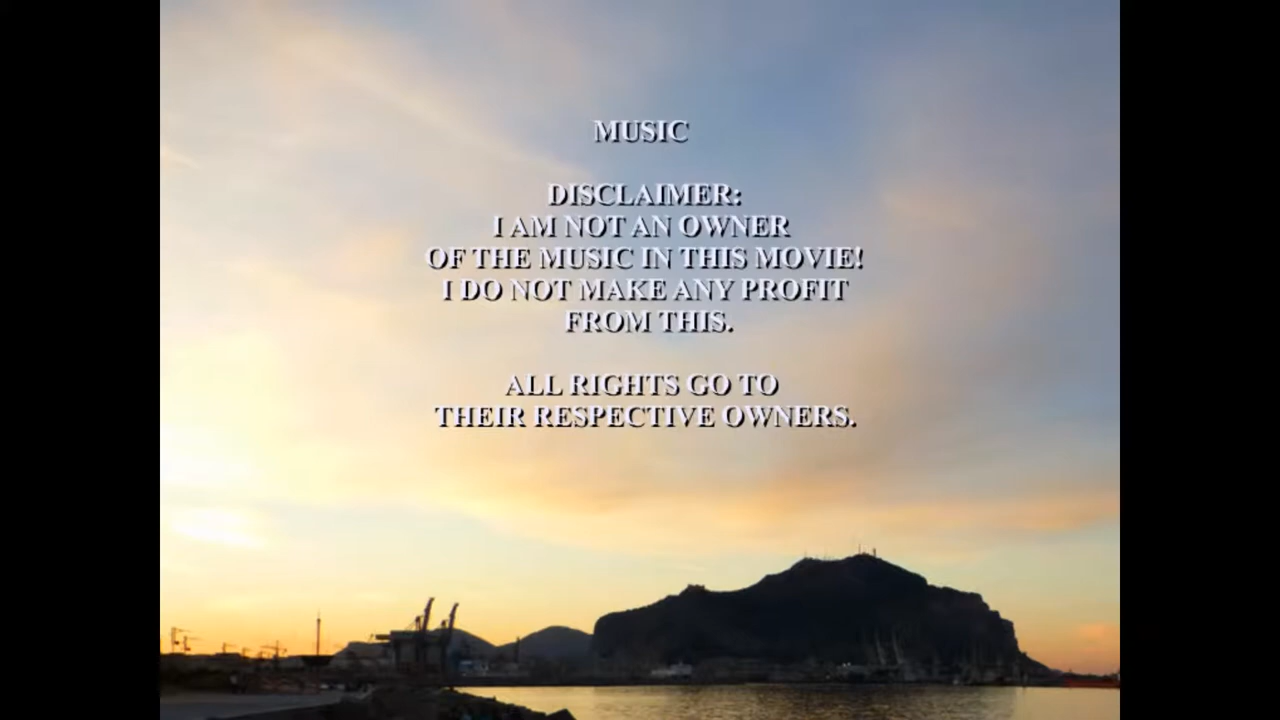 MUSIC
DISCLAIMER:
I AM NOT AN OWNER
OF THE MUSIC IN THIS MOVIE!
I DO NOT MAKE ANY PROFIT
FROM THIS.
ALL RIGHTS GO TO
THEIR RESPECTIVE OWNERS.